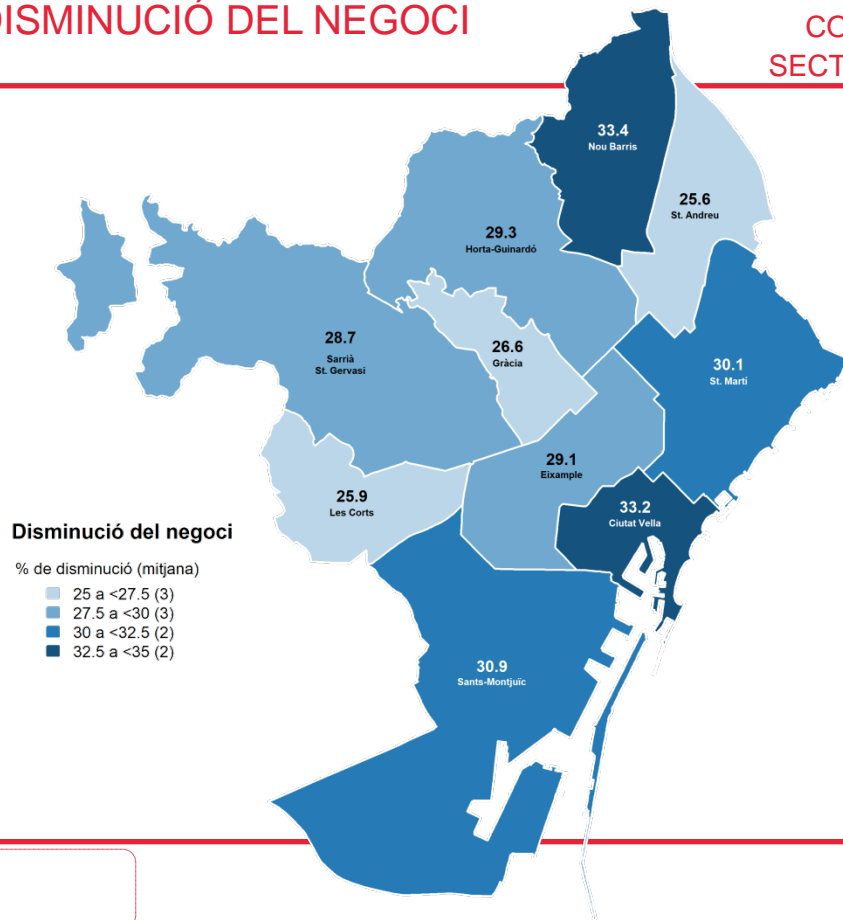 DISMINUCIÓ DEL NEGOCI
CO
SECT
33.4
Nou Barris
25.6
St. Andreu
29.3
Horta-Guinardó
28.7
Sarrià
St. Gervasi
26.6
Gràcia
30.1
St. Martí
29.1
Eixample
25.9
Les Corts
33.2
Ciutat Vella
Disminució del negoci
% de disminució (mitjana)
25 a <27.5 (3)
27.5 a <30 (3)
30 a <32.5 (2)
32.5 a <35 (2)
30.9
Sants-Montjuïc